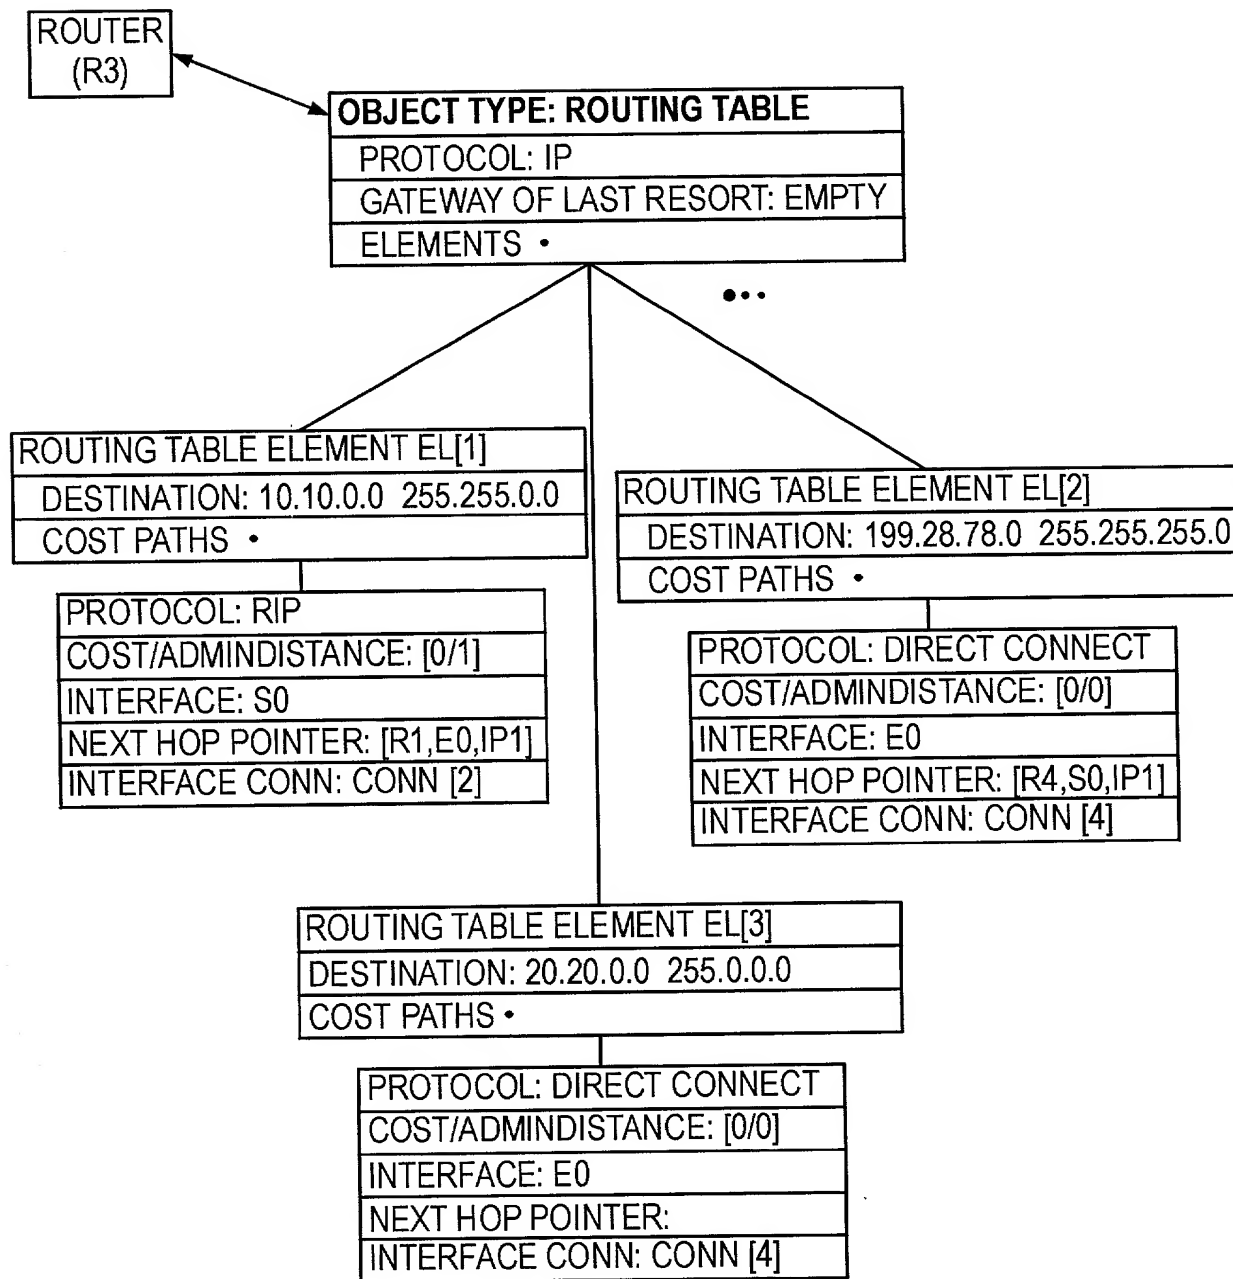 ROUTER
(R3)
OBJECT TYPE: ROUTING TABLE
PROTOCOL: IP
GATEWAY OF LAST RESORT: EMPTY
ELEMENTS •
ROUTING TABLE ELEMENT EL[1]
DESTINATION: 10.10.0.0 255.255.0.0
COST PATHS •
PROTOCOL: RIP
COST/ADMINDISTANCE: [0/1]
INTERFACE: S0
NEXT HOP POINTER: [R1,E0,IP1]
INTERFACE CONN: CONN [2]
ROUTING TABLE ELEMENT EL[2]
DESTINATION: 199.28.78.0 255.255.255.0
COST PATHS •
PROTOCOL: DIRECT CONNECT
COST/ADMINDISTANCE: [0/0]
INTERFACE: E0
NEXT HOP POINTER: [R4,S0,IP1]
INTERFACE CONN: CONN [4]
ROUTING TABLE ELEMENT EL[3]
DESTINATION: 20.20.0.0 255.0.0.0
COST PATHS •
PROTOCOL: DIRECT CONNECT
COST/ADMINDISTANCE: [0/0]
INTERFACE: E0
NEXT HOP POINTER:
INTERFACE CONN: CONN [4]